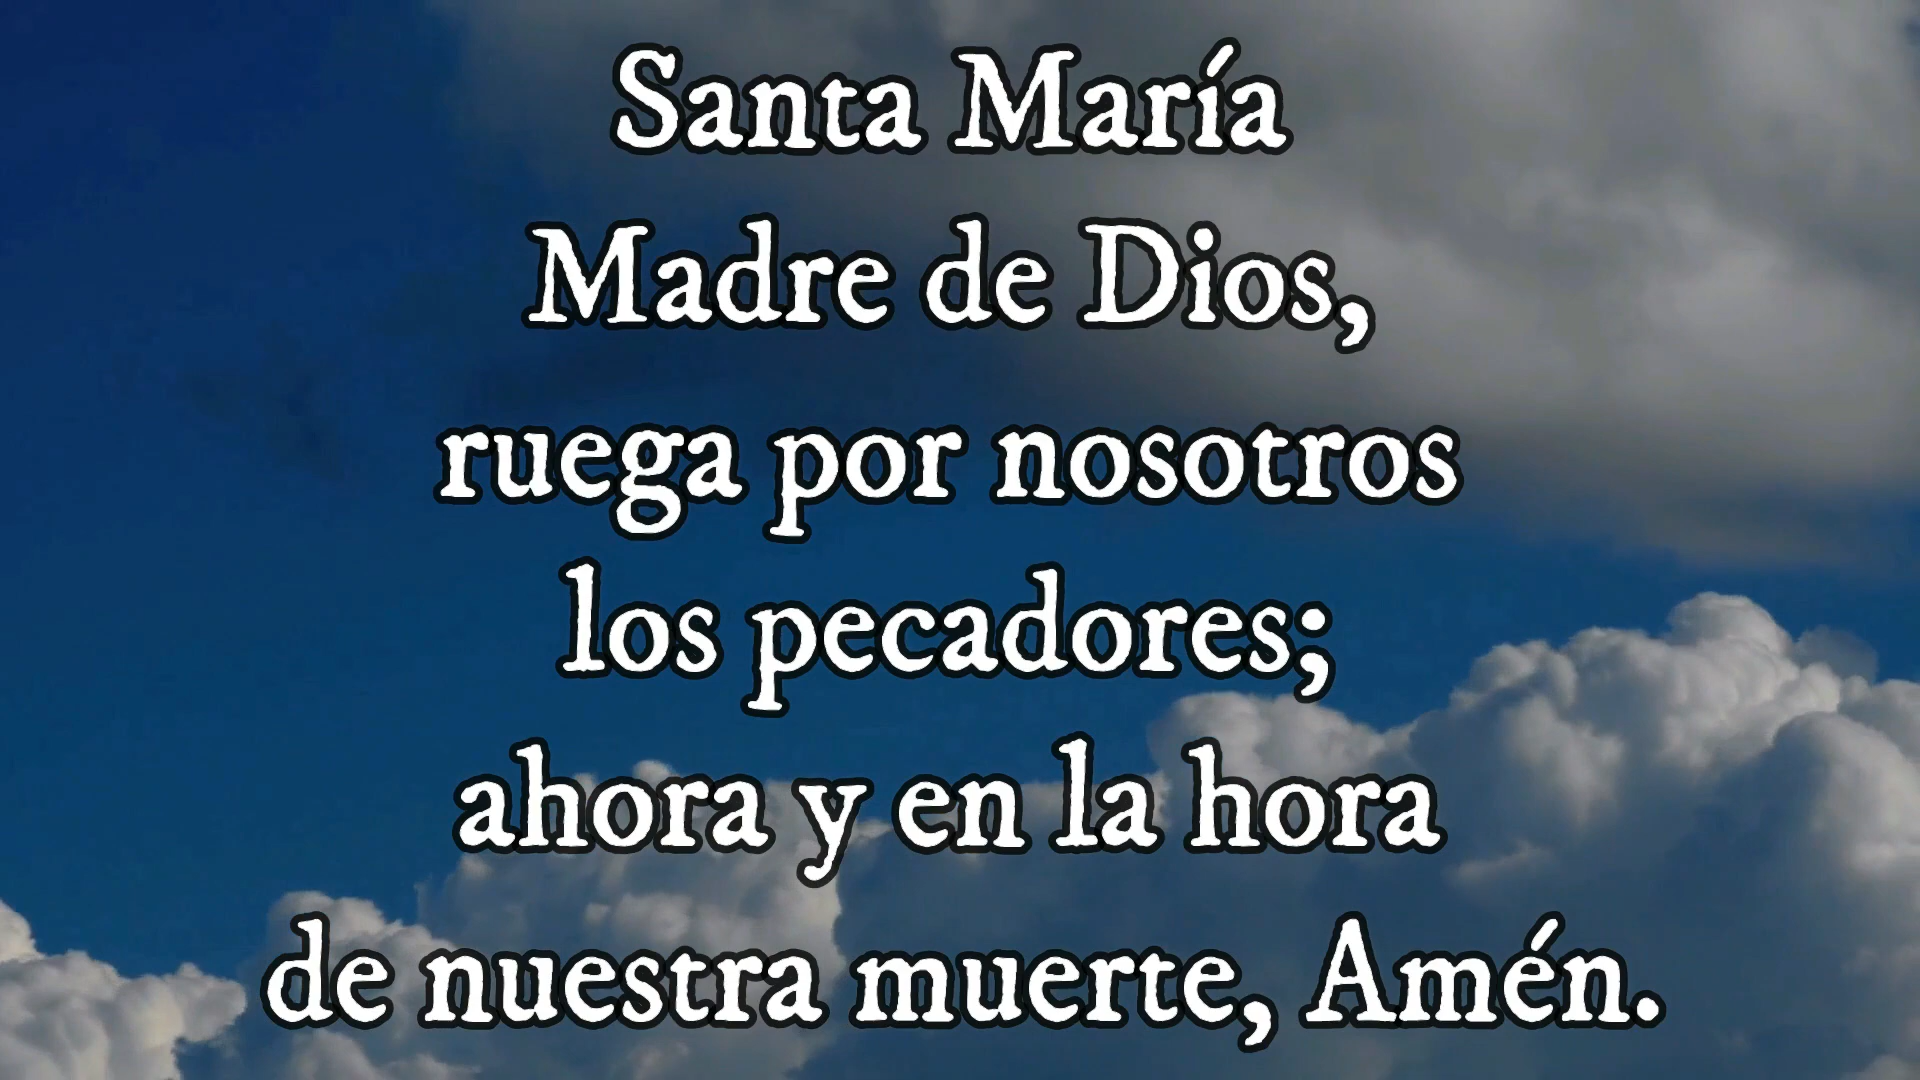 Santa María
Madre de Dios,
ruega por nosotros
los pecadores;
ahora y en la hora
de nuestra muerte, Amén.